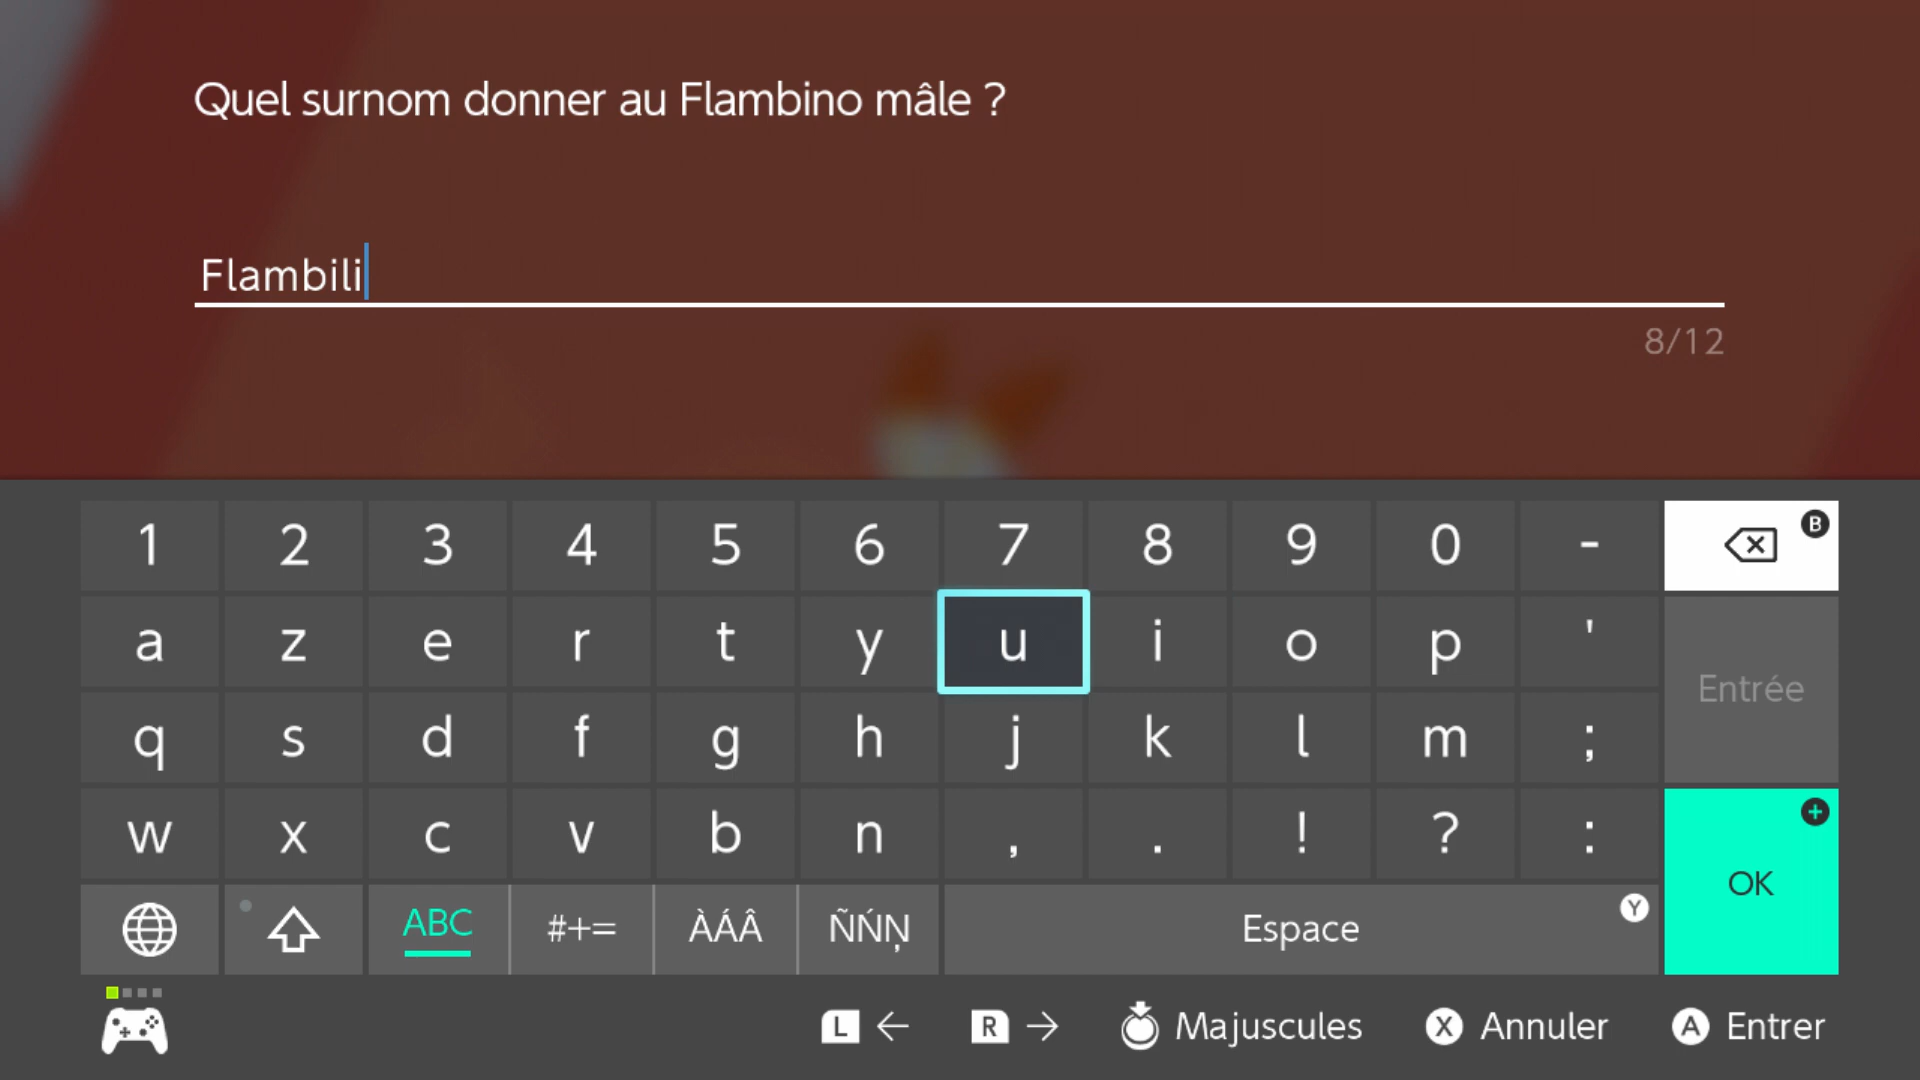 Quel surnom donner au Flambino mâle ?
Flambili
8/12
1 2 3 4 5 6 7 8 9 0 - B
a z e r t y u i o p '
Entrée
q s d f g h j k l m ;
w x c v b n , . ! ? : +
OK
ABC #+= ÀÁÂ ÑŃŅ Espace Y
L ← R → Majuscules X Annuler A Entrer